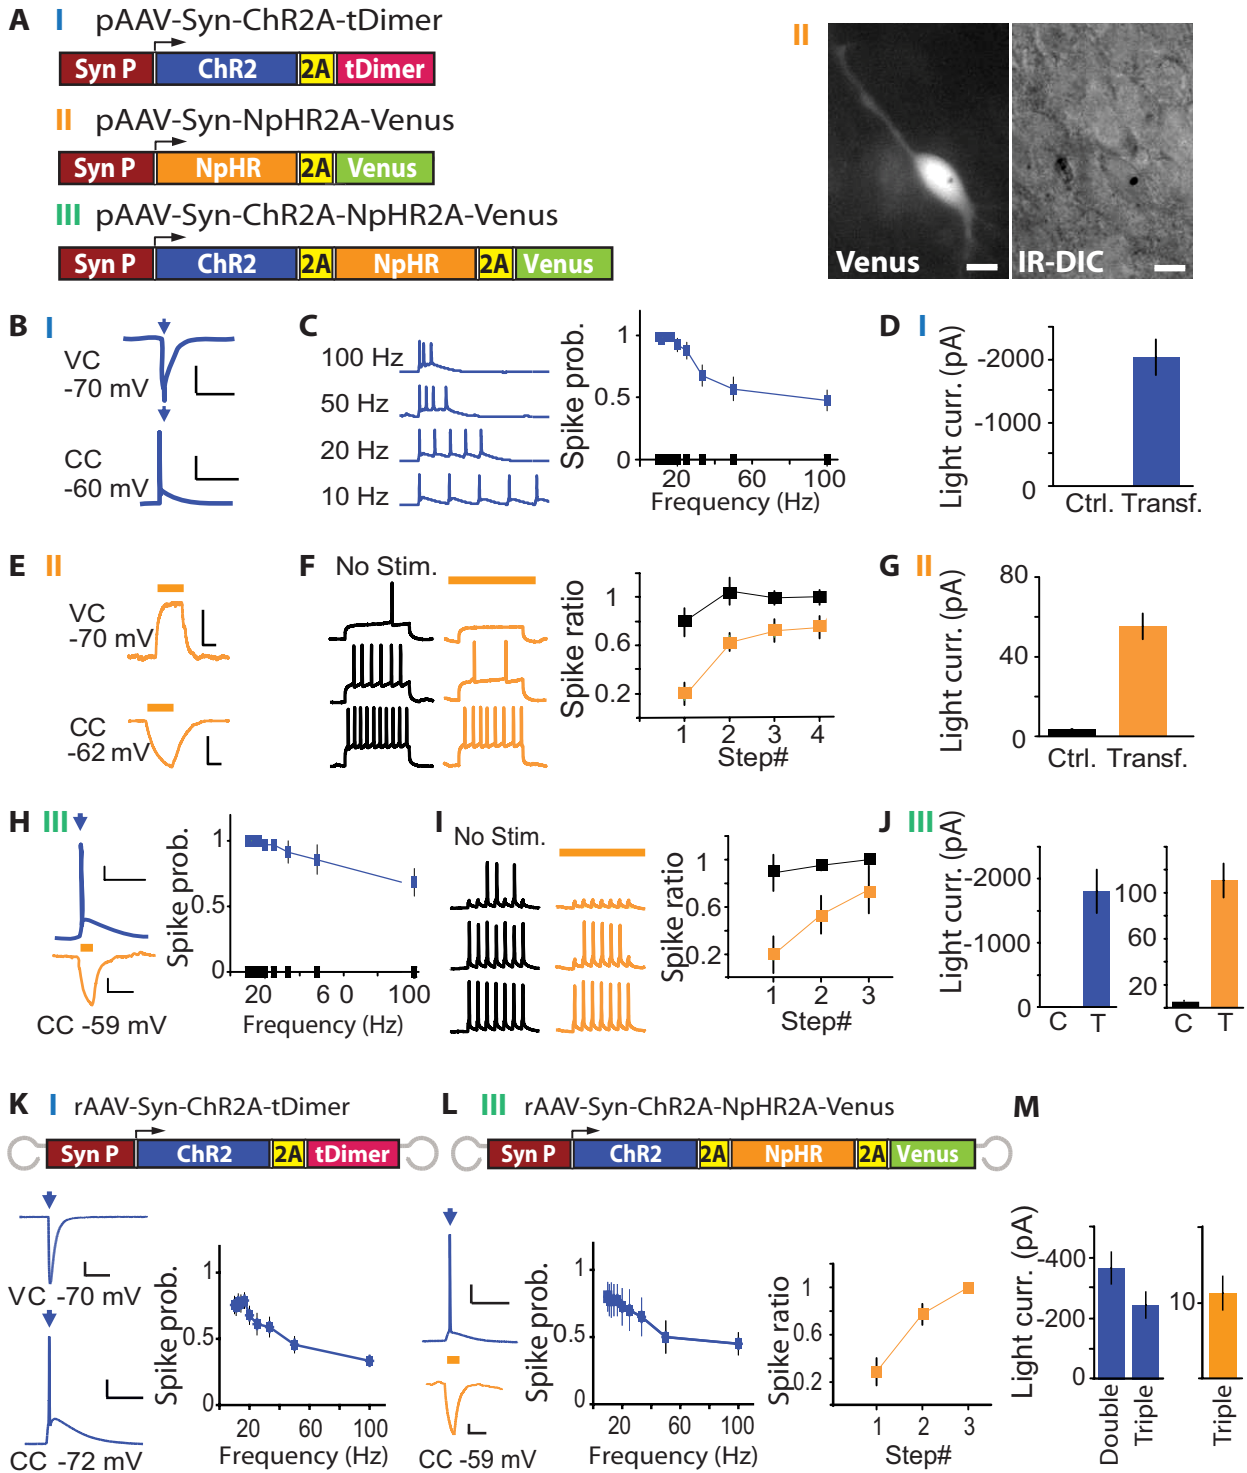 A I pAAV-Syn-ChR2A-tDimer
Syn P ChR2 2A tDimer
II pAAV-Syn-NpHR2A-Venus
Syn P NpHR 2A Venus
III pAAV-Syn-ChR2A-NpHR2A-Venus
Syn P ChR2 2A NpHR 2A Venus
II
Venus
IR-DIC
B I
VC
-70 mV
CC
-60 mV
C
100 Hz
50 Hz
20 Hz
10 Hz
Spike prob.
1
0.5
0
20 60 100
Frequency (Hz)
D I
Light curr. (pA)
-2000
-1000
0
Ctrl. Transf.
E II
VC
-70 mV
CC
-62 mV
F
No Stim.
Spike ratio
1
0.6
0.2
1 2 3 4
Step#
G II
Light curr. (pA)
80
40
0
Ctrl. Transf.
H III
CC -59 mV
Spike prob.
1
0.5
0
20 6 0 100
Frequency (Hz)
I
No Stim.
Spike ratio
1
0.6
0.2
1 2 3
Step#
J III
Light curr. (pA)
-2000
-1000
0
C T
100
60
20
C T
K I rAAV-Syn-ChR2A-tDimer
Syn P ChR2 2A tDimer
VC -70 mV
CC -72 mV
Spike prob.
1
0.5
0
20 60 100
Frequency (Hz)
L III rAAV-Syn-ChR2A-NpHR2A-Venus
Syn P ChR2 2A NpHR 2A Venus
CC -59 mV
Spike prob.
1
0.5
0
20 60 100
Frequency (Hz)
Spike ratio
1
0.6
0.2
1 2 3
Step#
M
Light curr. (pA)
-400
-200
0
Double
Triple
10
Triple